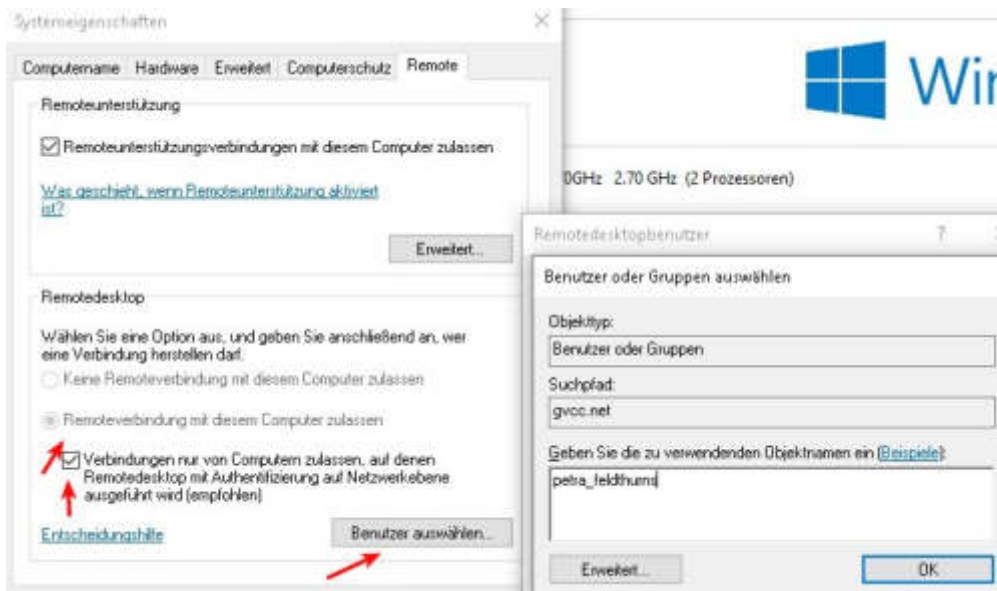 Systemeigenschaften
Computername Hardware Erweitert Computerschutz Remote
Remoteunterstützung
Remoteunterstützungsverbindungen mit diesem Computer zulassen
Was geschieht, wenn Remoteunterstützung aktiviert
ist?
Erweitert...
Remotedesktop
Wählen Sie eine Option aus, und geben Sie anschließend an, wer
eine Verbindung herstellen darf.
Keine Remoteverbindung mit diesem Computer zulassen
Remoteverbindung mit diesem Computer zulassen
Verbindungen nur von Computern zulassen, auf denen
Remotedesktop mit Authentifizierung auf Netzwerkebene
ausgeführt wird (empfohlen)
Entscheidungshilfe
Benutzer auswählen...
Win
0GHz 2.70 GHz (2 Prozessoren)
Remotedesktopbenutzer ?
Benutzer oder Gruppen auswählen
Objekttyp:
Benutzer oder Gruppen
Suchpfad:
gvcc.net
Geben Sie die zu verwendenden Objektnamen ein (Beispiele):
petra_feldthurns
Erweitert...
OK